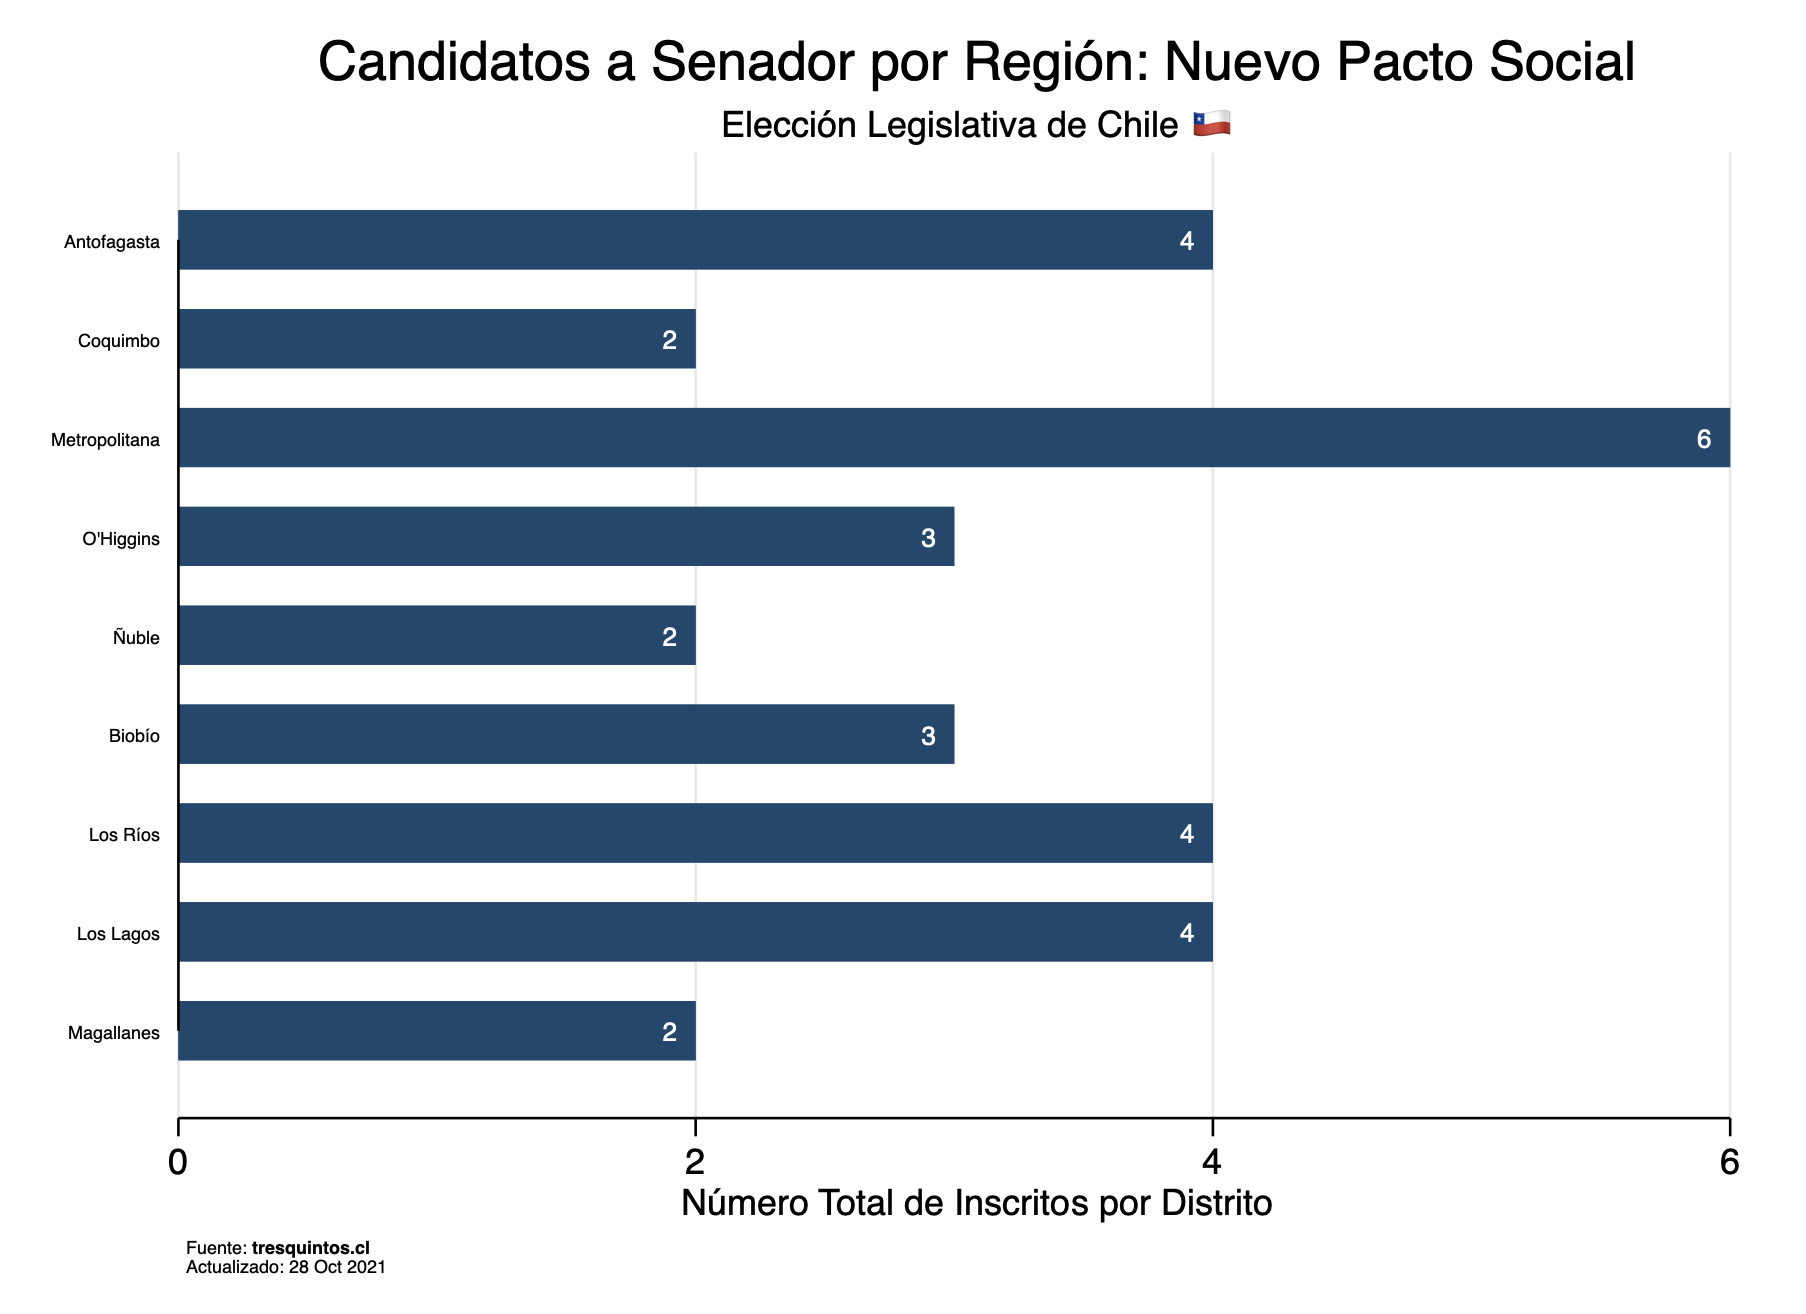 Candidatos a Senador por Región: Nuevo Pacto Social
Elección Legislativa de Chile 🇨🇱
Antofagasta 4
Coquimbo 2
Metropolitana 6
O'Higgins 3
Ñuble 2
Biobío 3
Los Ríos 4
Los Lagos 4
Magallanes 2
0 2 4 6
Número Total de Inscritos por Distrito
Fuente: tresquintos.cl
Actualizado: 28 Oct 2021